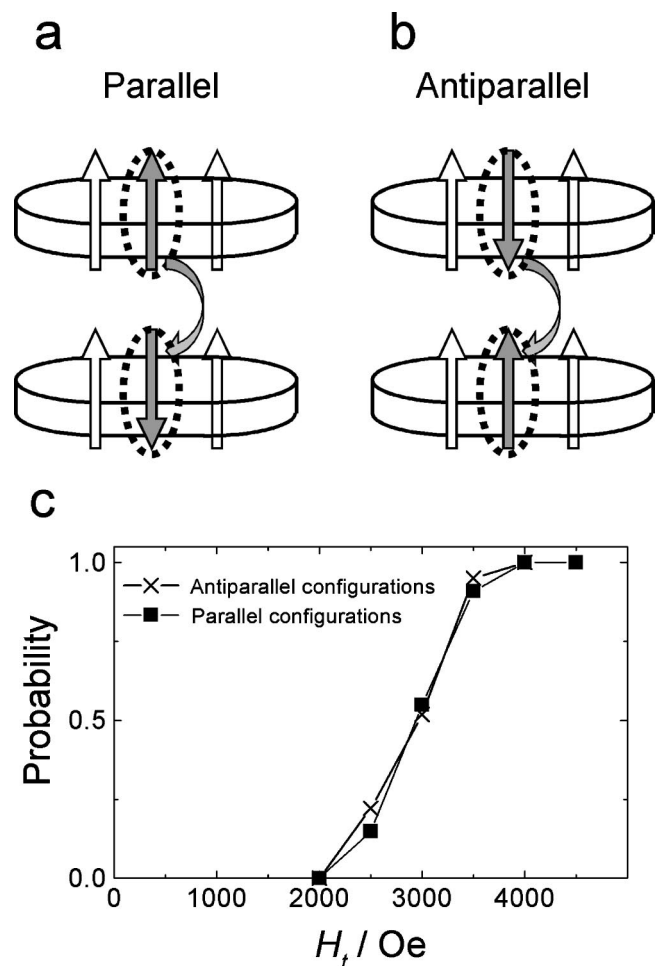 a
b
Parallel
Antiparallel
c
Probability
1.0
0.5
0.0
Antiparallel configurations
Parallel configurations
0
1000
2000
3000
4000
H_t / Oe